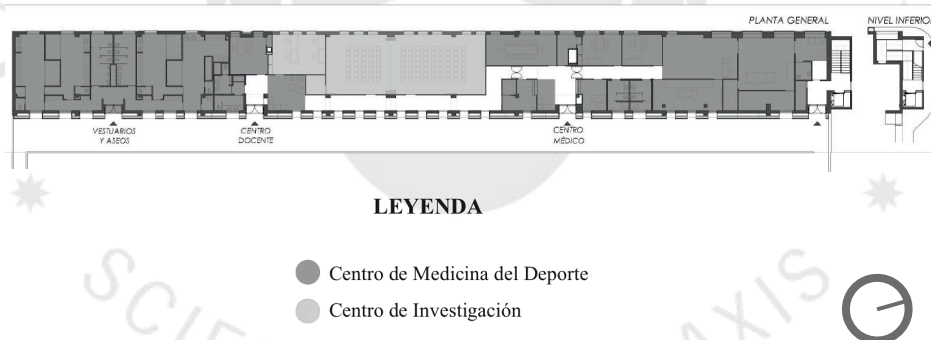 PLANTA GENERAL
NIVEL INFERIOR
VESTUARIOS
Y ASEOS
CENTRO
DOCENTE
CENTRO
MÉDICO
LEYENDA
Centro de Medicina del Deporte
Centro de Investigación